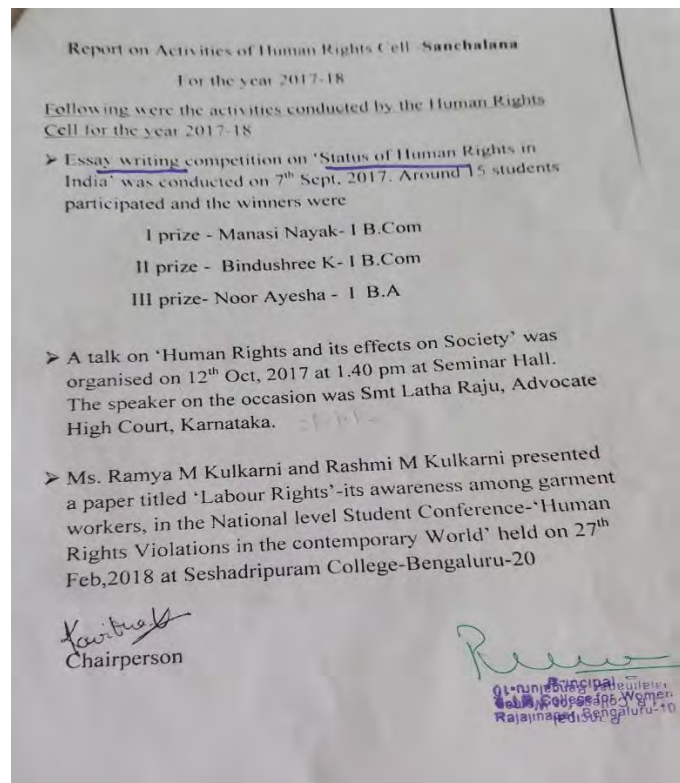 Report on Activities of Human Rights Cell -Sanchalana
For the year 2017-18
Following were the activities conducted by the Human Rights
Cell for the year 2017-18
➢ Essay writing competition on ‘Status of Human Rights in
India’ was conducted on 7th Sept, 2017. Around 15 students
participated and the winners were
I prize - Manasi Nayak- I B.Com
II prize - Bindushree K- I B.Com
III prize- Noor Ayesha - I B.A
➢ A talk on ‘Human Rights and its effects on Society’ was
organised on 12th Oct, 2017 at 1.40 pm at Seminar Hall.
The speaker on the occasion was Smt Latha Raju, Advocate
High Court, Karnataka.
➢ Ms. Ramya M Kulkarni and Rashmi M Kulkarni presented
a paper titled ‘Labour Rights’-its awareness among garment
workers, in the National level Student Conference-‘Human
Rights Violations in the contemporary World’ held on 27th
Feb,2018 at Seshadripuram College-Bengaluru-20
Chairperson
Principal
College for Women
Rajajinagar Bengaluru-10